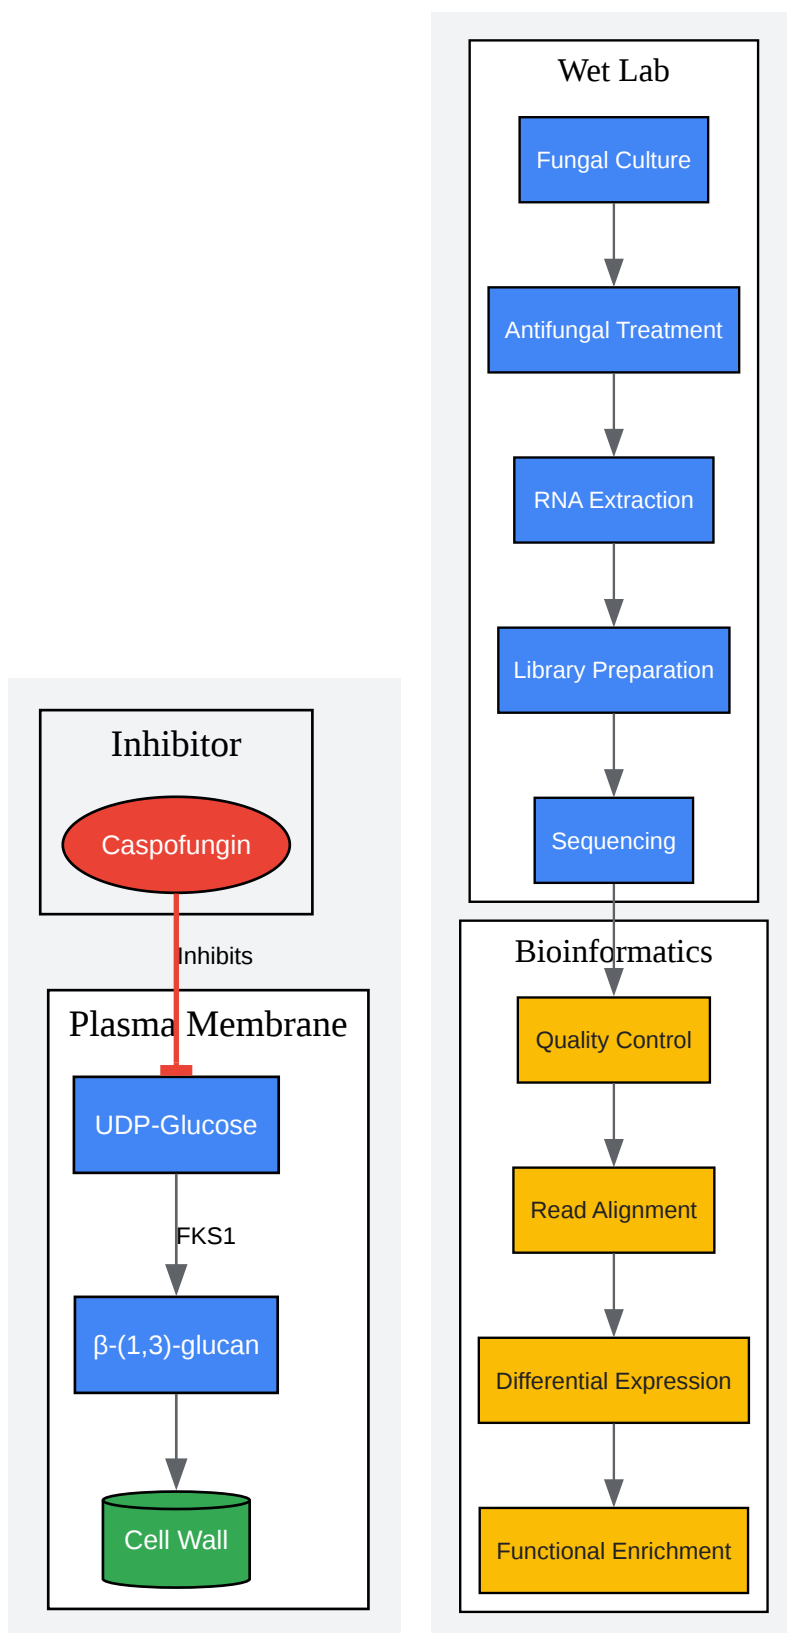 Inhibitor
Caspofungin
Inhibits
Plasma Membrane
UDP-Glucose
FKS1
β-(1,3)-glucan
Cell Wall
Wet Lab
Fungal Culture
Antifungal Treatment
RNA Extraction
Library Preparation
Sequencing
Bioinformatics
Quality Control
Read Alignment
Differential Expression
Functional Enrichment